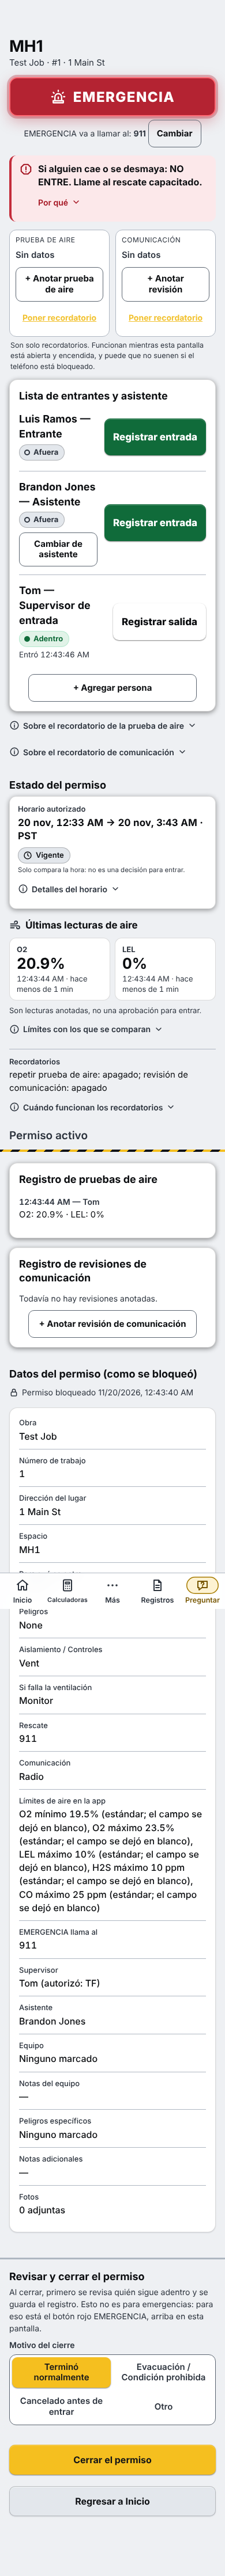 MH1
Test Job · #1 · 1 Main St
EMERGENCIA
EMERGENCIA va a llamar al: 911 Cambiar
Si alguien cae o se desmaya: NO
ENTRE. Llame al rescate capacitado.
Por qué
PRUEBA DE AIRE
Sin datos
+ Anotar prueba
de aire
Poner recordatorio
COMUNICACIÓN
Sin datos
+ Anotar
revisión
Poner recordatorio
Son solo recordatorios. Funcionan mientras esta pantalla
está abierta y encendida, y puede que no suenen si el
teléfono está bloqueado.
Lista de entrantes y asistente
Luis Ramos —
Entrante
Afuera
Registrar entrada
Brandon Jones
— Asistente
Afuera
Cambiar de
asistente
Registrar entrada
Tom —
Supervisor de
entrada
Adentro
Entró 12:43:46 AM
Registrar salida
+ Agregar persona
Sobre el recordatorio de la prueba de aire
Sobre el recordatorio de comunicación
Estado del permiso
Horario autorizado
20 nov, 12:33 AM → 20 nov, 3:43 AM ·
PST
Vigente
Solo compara la hora: no es una decisión para entrar.
Detalles del horario
Últimas lecturas de aire
O2
20.9%
12:43:44 AM · hace
menos de 1 min
LEL
0%
12:43:44 AM · hace
menos de 1 min
Son lecturas anotadas, no una aprobación para entrar.
Límites con los que se comparan
Recordatorios
repetir prueba de aire: apagado; revisión de
comunicación: apagado
Cuándo funcionan los recordatorios
Permiso activo
Registro de pruebas de aire
12:43:44 AM — Tom
O2: 20.9% · LEL: 0%
Registro de revisiones de
comunicación
Todavía no hay revisiones anotadas.
+ Anotar revisión de comunicación
Datos del permiso (como se bloqueó)
Permiso bloqueado 11/20/2026, 12:43:40 AM
Obra
Test Job
Número de trabajo
1
Dirección del lugar
1 Main St
Espacio
MH1
Inicio
Calculadoras
Más
Registros
Preguntar
Peligros
None
Aislamiento / Controles
Vent
Si falla la ventilación
Monitor
Rescate
911
Comunicación
Radio
Límites de aire en la app
O2 mínimo 19.5% (estándar; el campo se
dejó en blanco), O2 máximo 23.5%
(estándar; el campo se dejó en blanco),
LEL máximo 10% (estándar; el campo se
dejó en blanco), H2S máximo 10 ppm
(estándar; el campo se dejó en blanco),
CO máximo 25 ppm (estándar; el campo
se dejó en blanco)
EMERGENCIA llama al
911
Supervisor
Tom (autorizó: TF)
Asistente
Brandon Jones
Equipo
Ninguno marcado
Notas del equipo
—
Peligros específicos
Ninguno marcado
Notas adicionales
—
Fotos
0 adjuntas
Revisar y cerrar el permiso
Al cerrar, primero se revisa quién sigue adentro y se
guarda el registro. Esto no es para emergencias: para
eso está el botón rojo EMERGENCIA, arriba en esta
pantalla.
Motivo del cierre
Terminó
normalmente
Evacuación /
Condición prohibida
Cancelado antes de
entrar
Otro
Cerrar el permiso
Regresar a Inicio